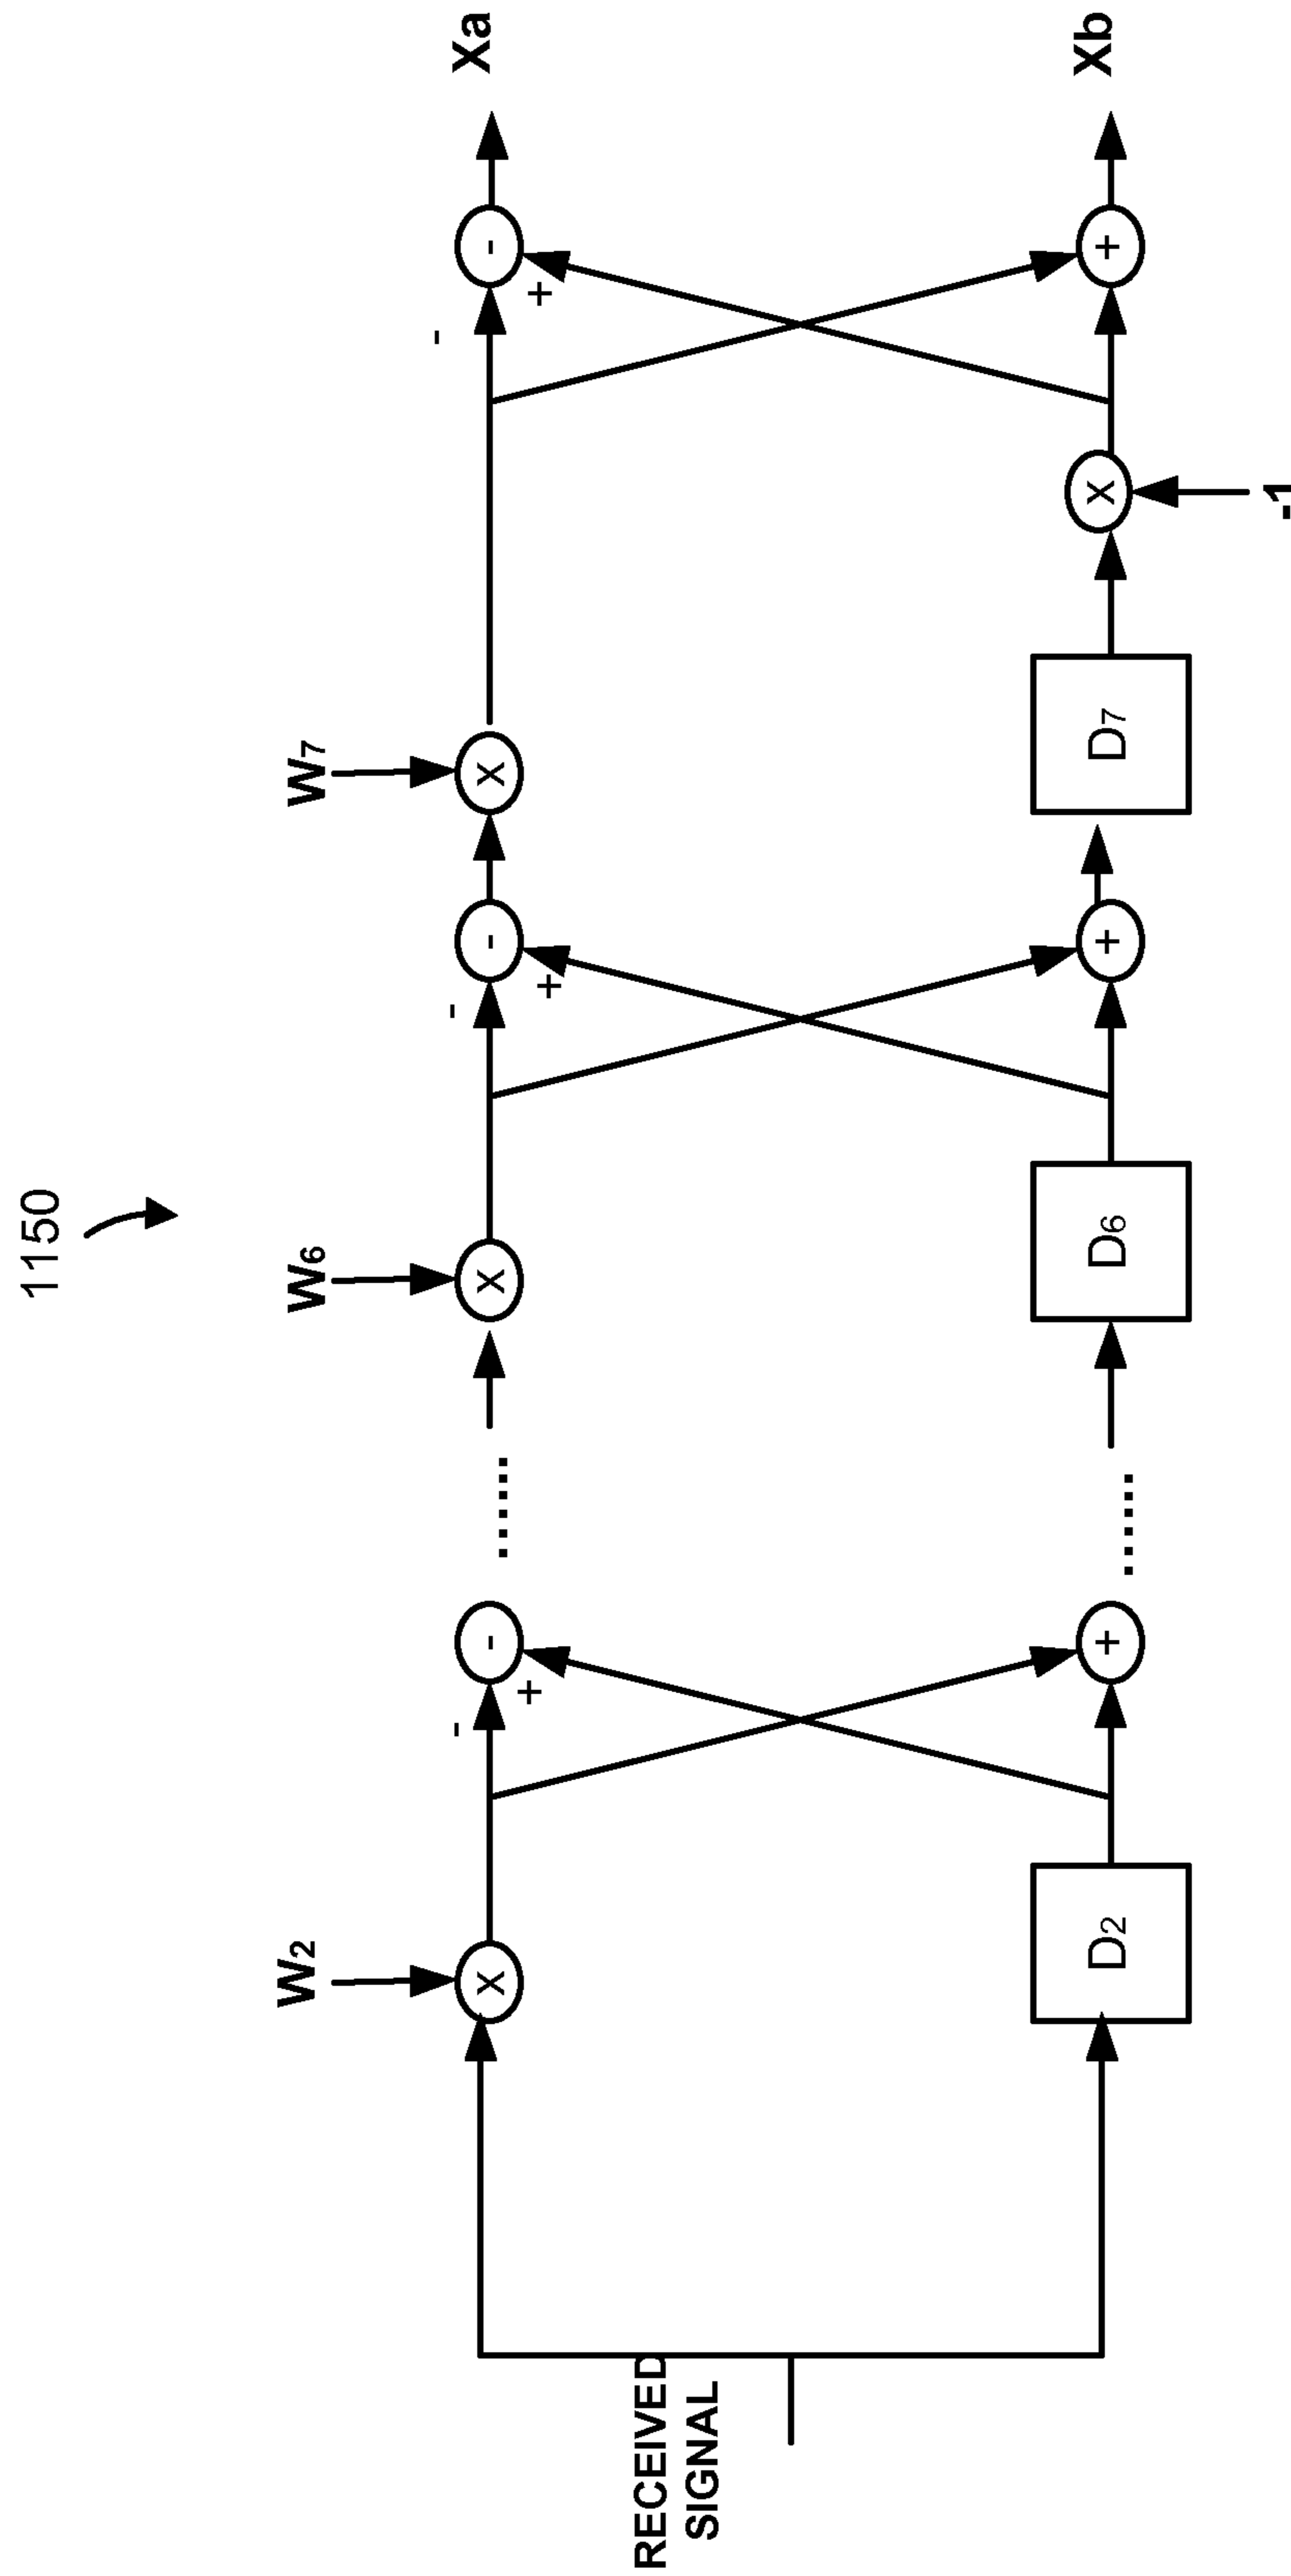 1150
W2
W6
W7
X
-
......
X
-
X
-
Xa
-
+
-
+
-
+
RECEIVED
SIGNAL
D2
+
......
D6
+
D7
X
+
Xb
-1